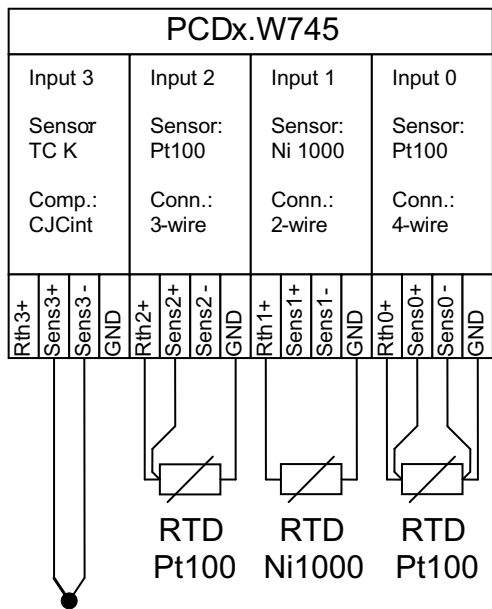 PCDx.W745
Input 3
Sensor
TC K
Comp.:
CJCint
Input 2
Sensor:
Pt100
Conn.:
3-wire
Input 1
Sensor:
Ni 1000
Conn.:
2-wire
Input 0
Sensor:
Pt100
Conn.:
4-wire
Rth3+
Sens3+
Sens3-
GND
Rth2+
Sens2+
Sens2-
GND
Rth1+
Sens1+
Sens1-
GND
Rth0+
Sens0+
Sens0-
GND
RTD
Pt100
RTD
Ni1000
RTD
Pt100